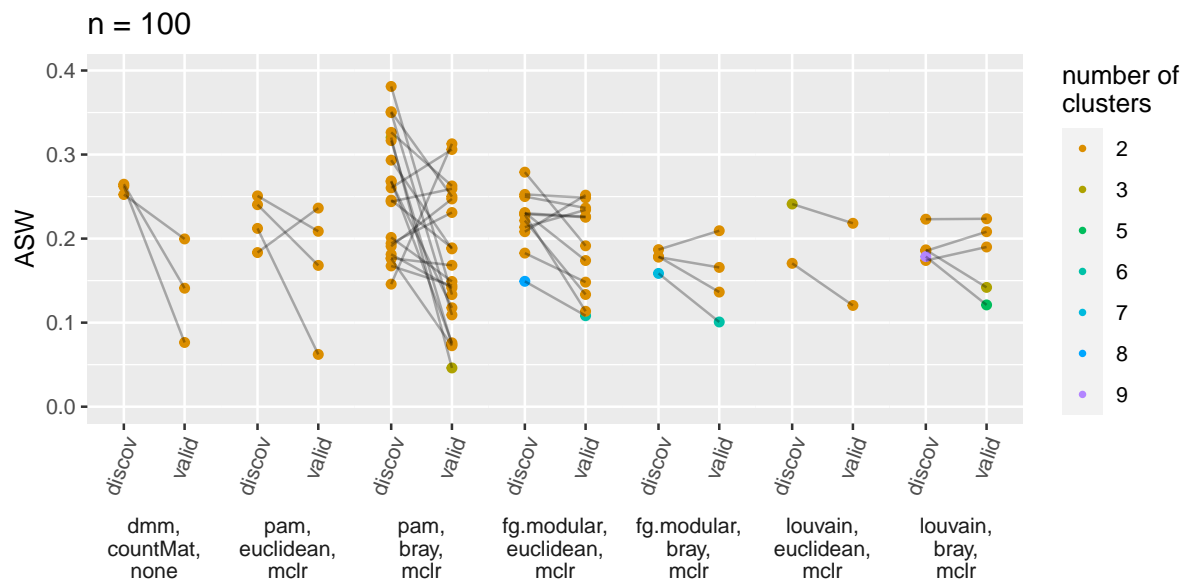 n = 100
ASW
0.4
0.3
0.2
0.1
0.0
discov
valid
discov
valid
discov
valid
discov
valid
discov
valid
discov
valid
discov
valid
dmm,
countMat,
none
pam,
euclidean,
mclr
pam,
bray,
mclr
fg.modular,
euclidean,
mclr
fg.modular,
bray,
mclr
louvain,
euclidean,
mclr
louvain,
bray,
mclr
number of
clusters
2
3
5
6
7
8
9